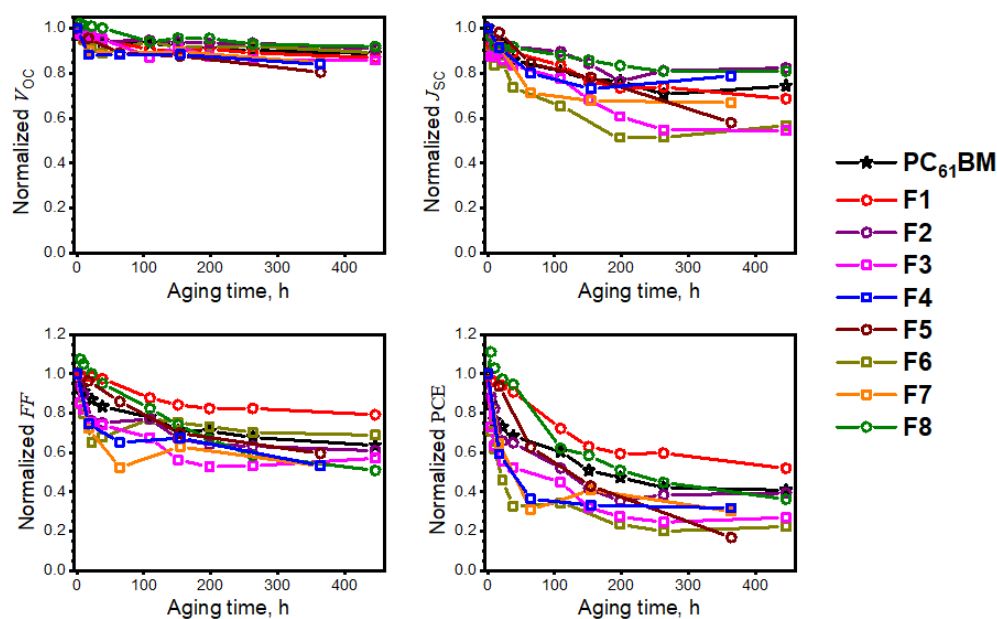 Normalized VOC
1.0
0.8
0.6
0.4
0.2
0.0
0 100 200 300 400
Aging time, h
Normalized JSC
1.0
0.8
0.6
0.4
0.2
0.0
0 100 200 300 400
Aging time, h
Normalized FF
1.2
1.0
0.8
0.6
0.4
0.2
0.0
0 100 200 300 400
Aging time, h
Normalized PCE
1.2
1.0
0.8
0.6
0.4
0.2
0.0
0 100 200 300 400
Aging time, h
PC61BM
F1
F2
F3
F4
F5
F6
F7
F8